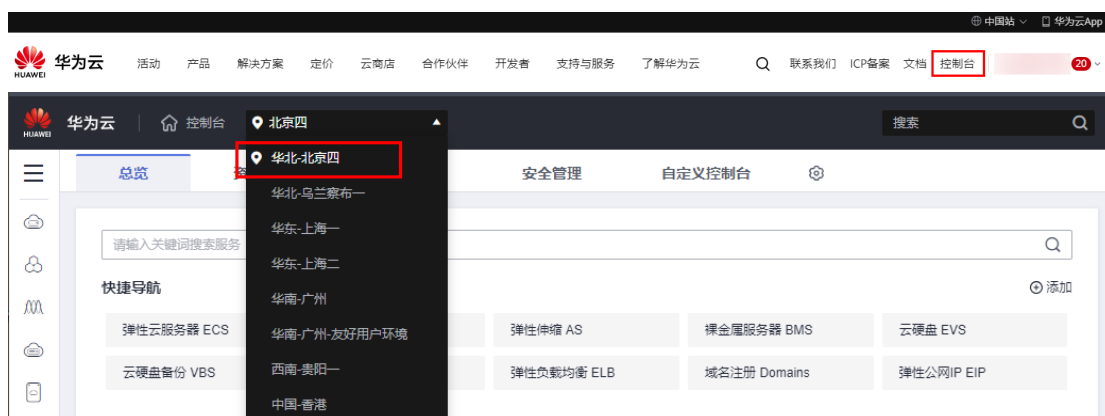 中国站 华为云App
HUAWEI 华为云 活动 产品 解决方案 定价 云商店 合作伙伴 开发者 支持与服务 了解华为云 联系我们 ICP备案 文档 控制台 20
HUAWEI 华为云 控制台 北京四 搜索
总览 安全管理 自定义控制台
华北-北京四
华北-乌兰察布一
华东-上海一
请输入关键词搜索服务
华东-上海二
快捷导航 添加
华南-广州
弹性云服务器 ECS 弹性伸缩 AS 裸金属服务器 BMS 云硬盘 EVS
华南-广州-友好用户环境
云硬盘备份 VBS 弹性负载均衡 ELB 域名注册 Domains 弹性公网IP EIP
西南-贵阳一
中国-香港